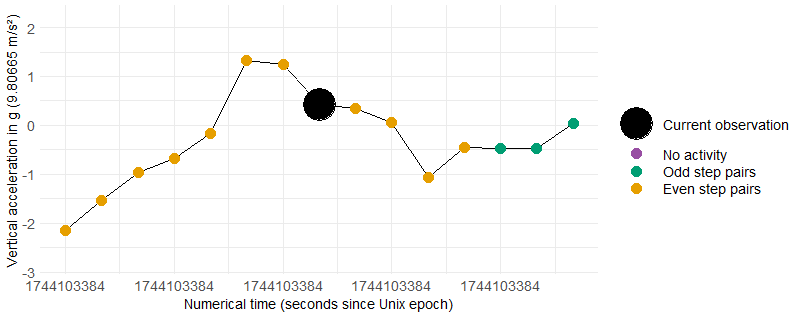 Vertical acceleration in g (9.80665 m/s²)
2
1
0
-1
-2
-3
1744103384 1744103384 1744103384 1744103384 1744103384
Numerical time (seconds since Unix epoch)
Current observation
No activity
Odd step pairs
Even step pairs